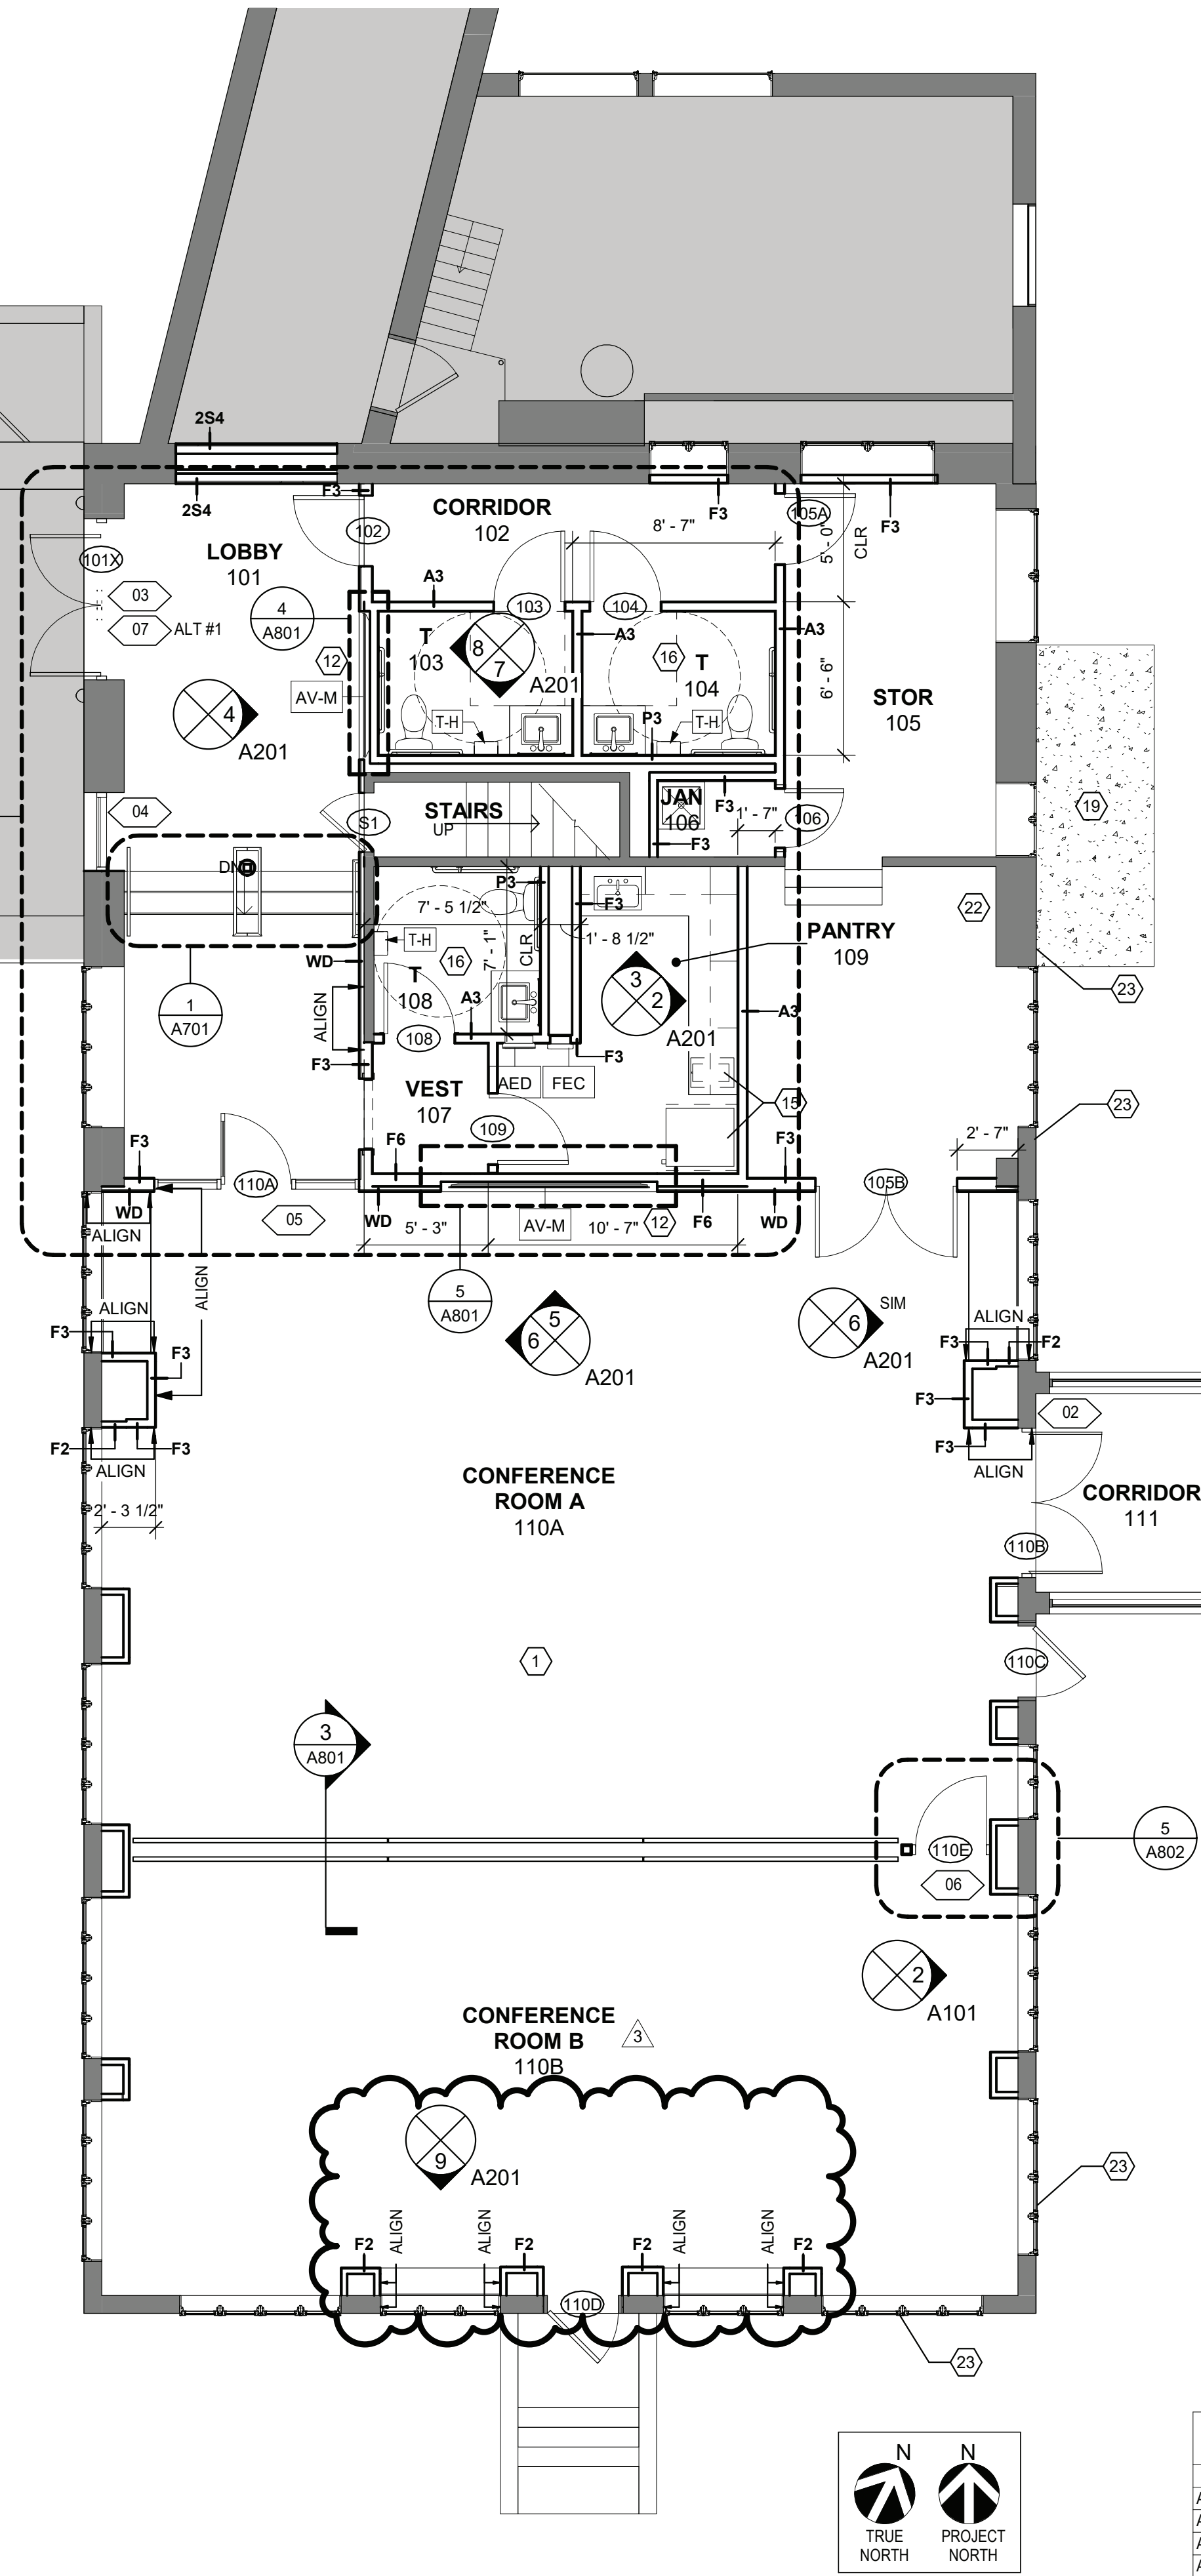 2S4
2S4
F3
CORRIDOR
102
8' - 7"
F3
105A
F3
5' - 0"
CLR
102
LOBBY
101
101X
03
07
ALT #1
4
A801
A3
103
104
A3
A3
12
T
103
8
7
A201
16
T
104
6' - 6"
STOR
105
AV-M
4
A201
T-H
P3
T-H
04
S1
STAIRS
UP
JAN
106
F3
1' - 7"
106
F3
19
DN
P3
7' - 5 1/2"
F3
1' - 8 1/2"
PANTRY
109
22
WD
T-H
16
7' - 1"
CLR
3
2
A201
23
1
A701
ALIGN
T
108
A3
A3
108
F3
F3
VEST
107
AED
FEC
15
23
109
2' - 7"
F3
F6
F3
110A
105B
WD
05
WD
5' - 3"
AV-M
10' - 7"
12
F6
WD
ALIGN
ALIGN
5
A801
ALIGN
5
6
A201
6
SIM
A201
ALIGN
F3
F3
F3
F2
F3
02
F2
F3
F3
ALIGN
ALIGN
2' - 3 1/2"
CONFERENCE
ROOM A
110A
CORRIDOR
111
110B
1
110C
3
A801
110E
06
5
A802
2
A101
CONFERENCE
ROOM B
110B
3
9
A201
23
F2
ALIGN
ALIGN
F2
F2
ALIGN
ALIGN
F2
110D
23
N
N
TRUE
NORTH
PROJECT
NORTH